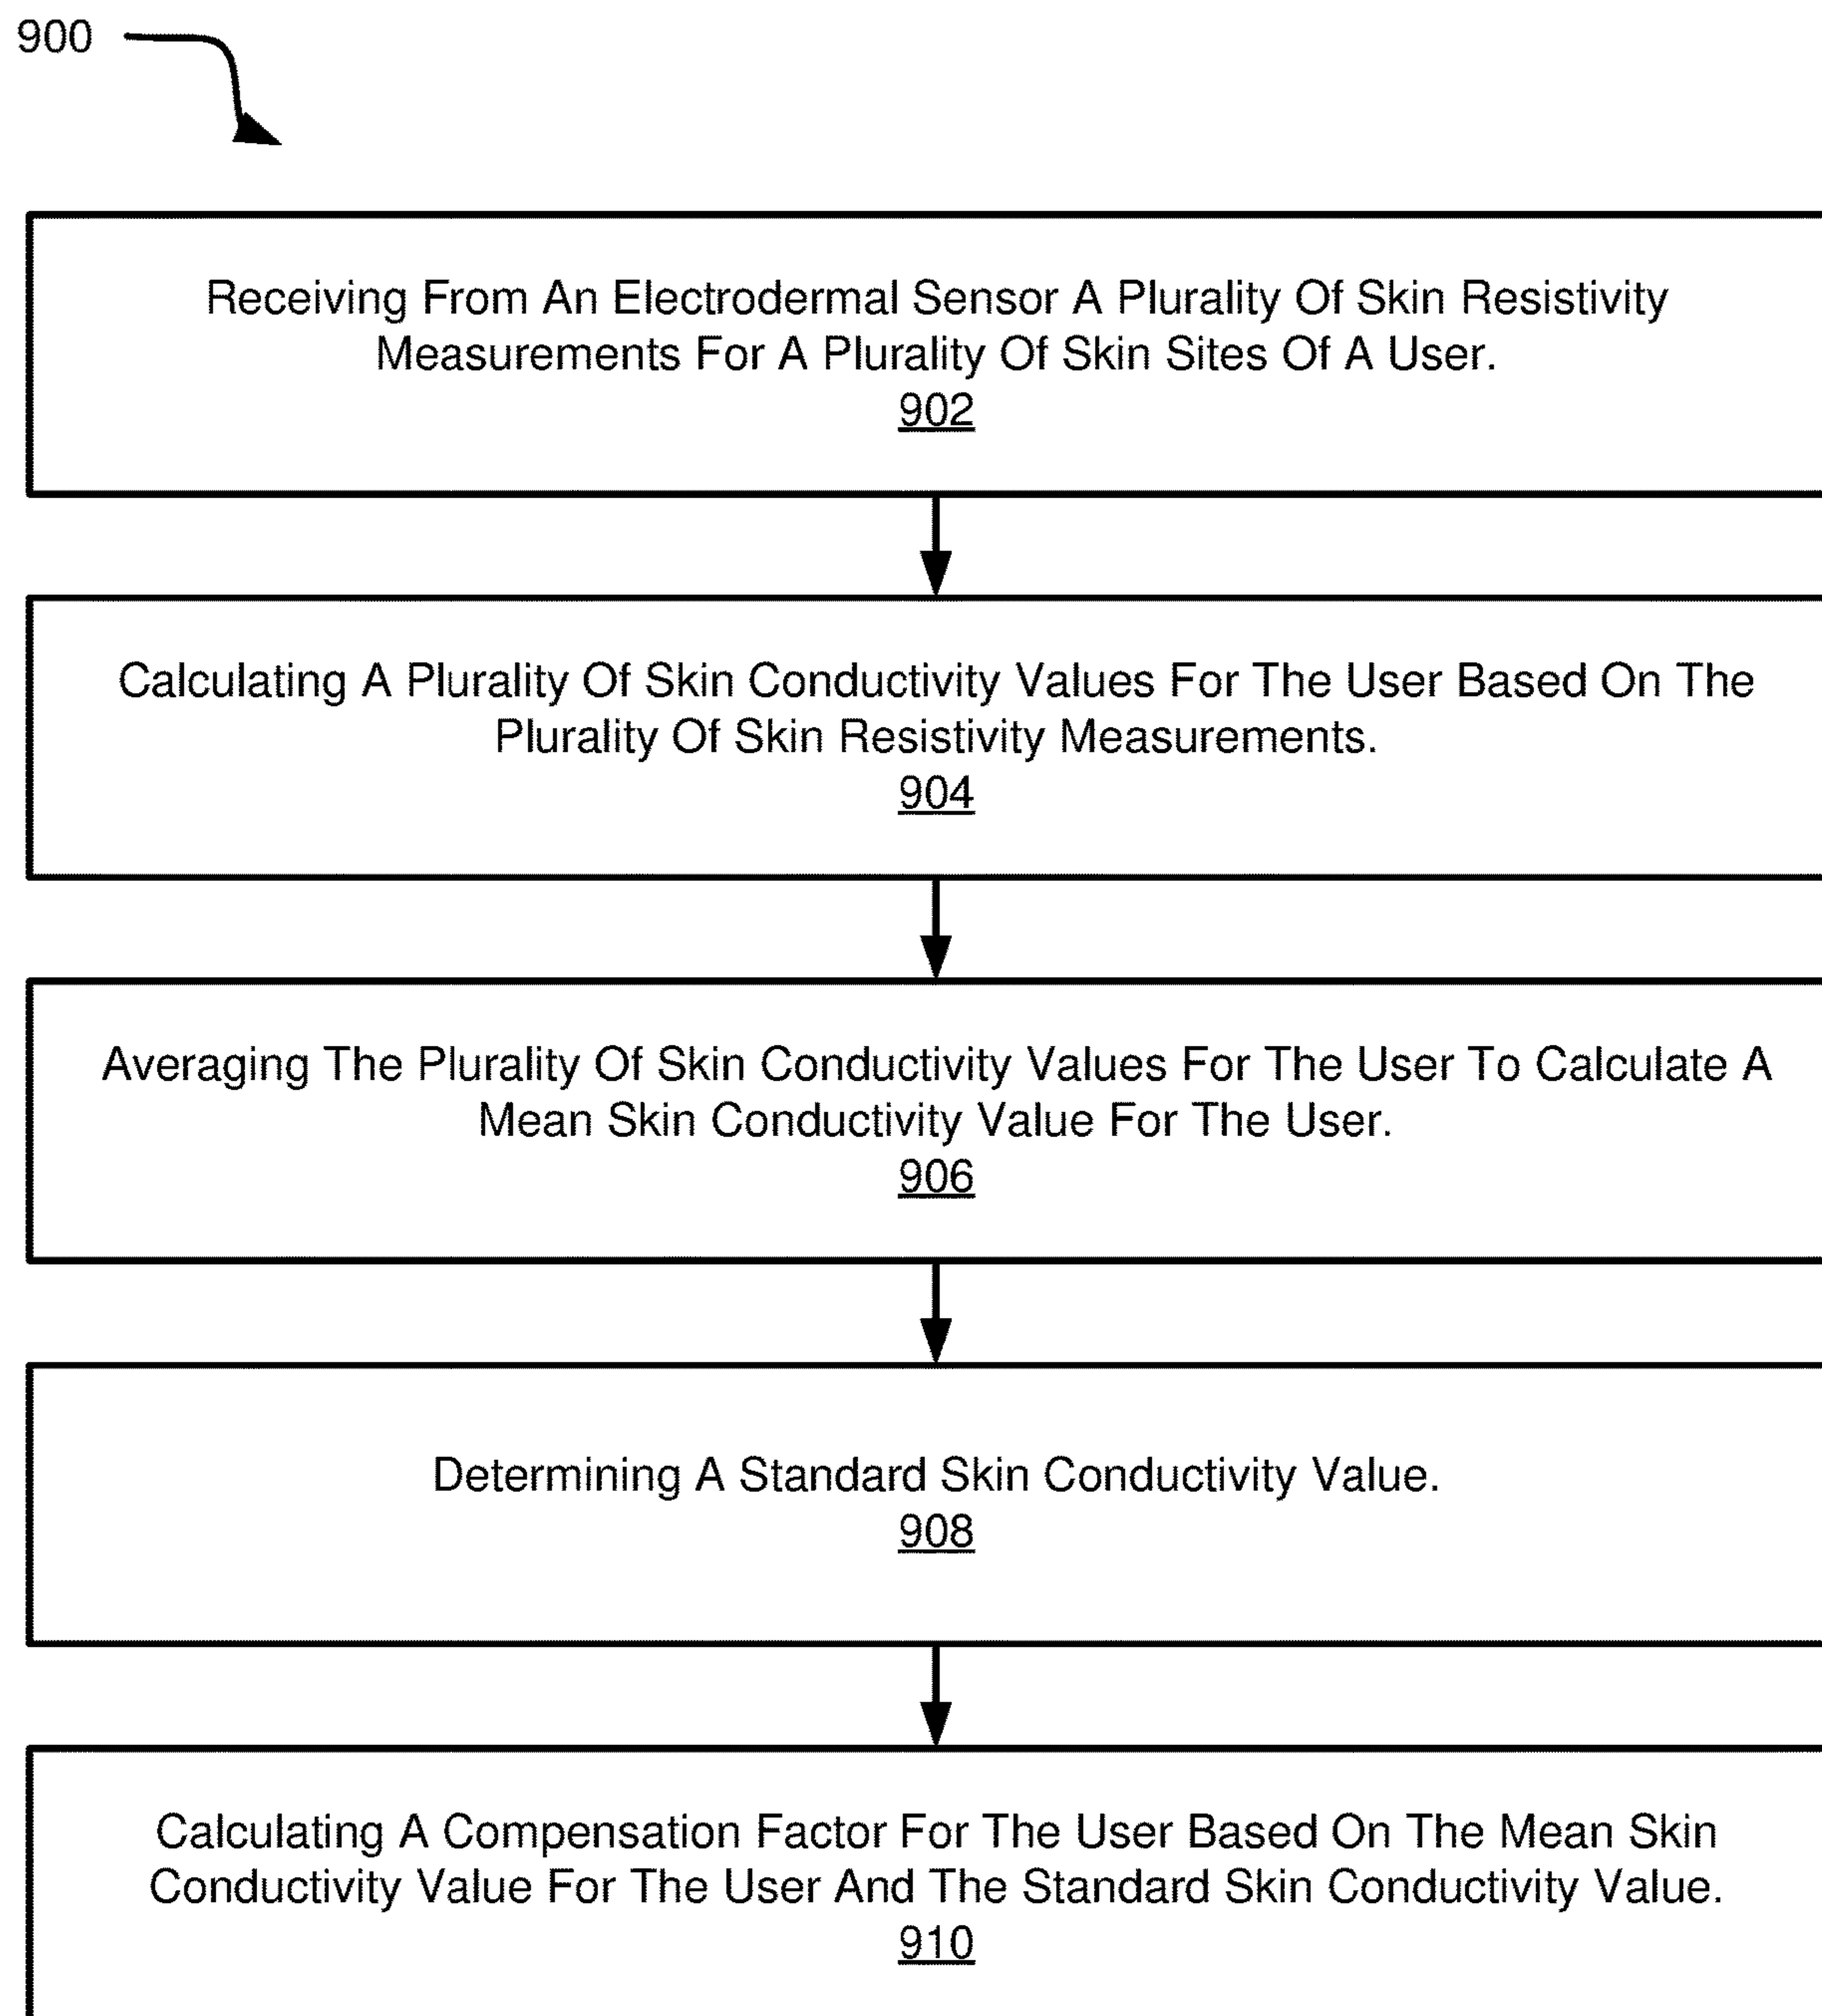 900
Receiving From An Electrodermal Sensor A Plurality Of Skin Resistivity
Measurements For A Plurality Of Skin Sites Of A User.
902
Calculating A Plurality Of Skin Conductivity Values For The User Based On The
Plurality Of Skin Resistivity Measurements.
904
Averaging The Plurality Of Skin Conductivity Values For The User To Calculate A
Mean Skin Conductivity Value For The User.
906
Determining A Standard Skin Conductivity Value.
908
Calculating A Compensation Factor For The User Based On The Mean Skin
Conductivity Value For The User And The Standard Skin Conductivity Value.
910